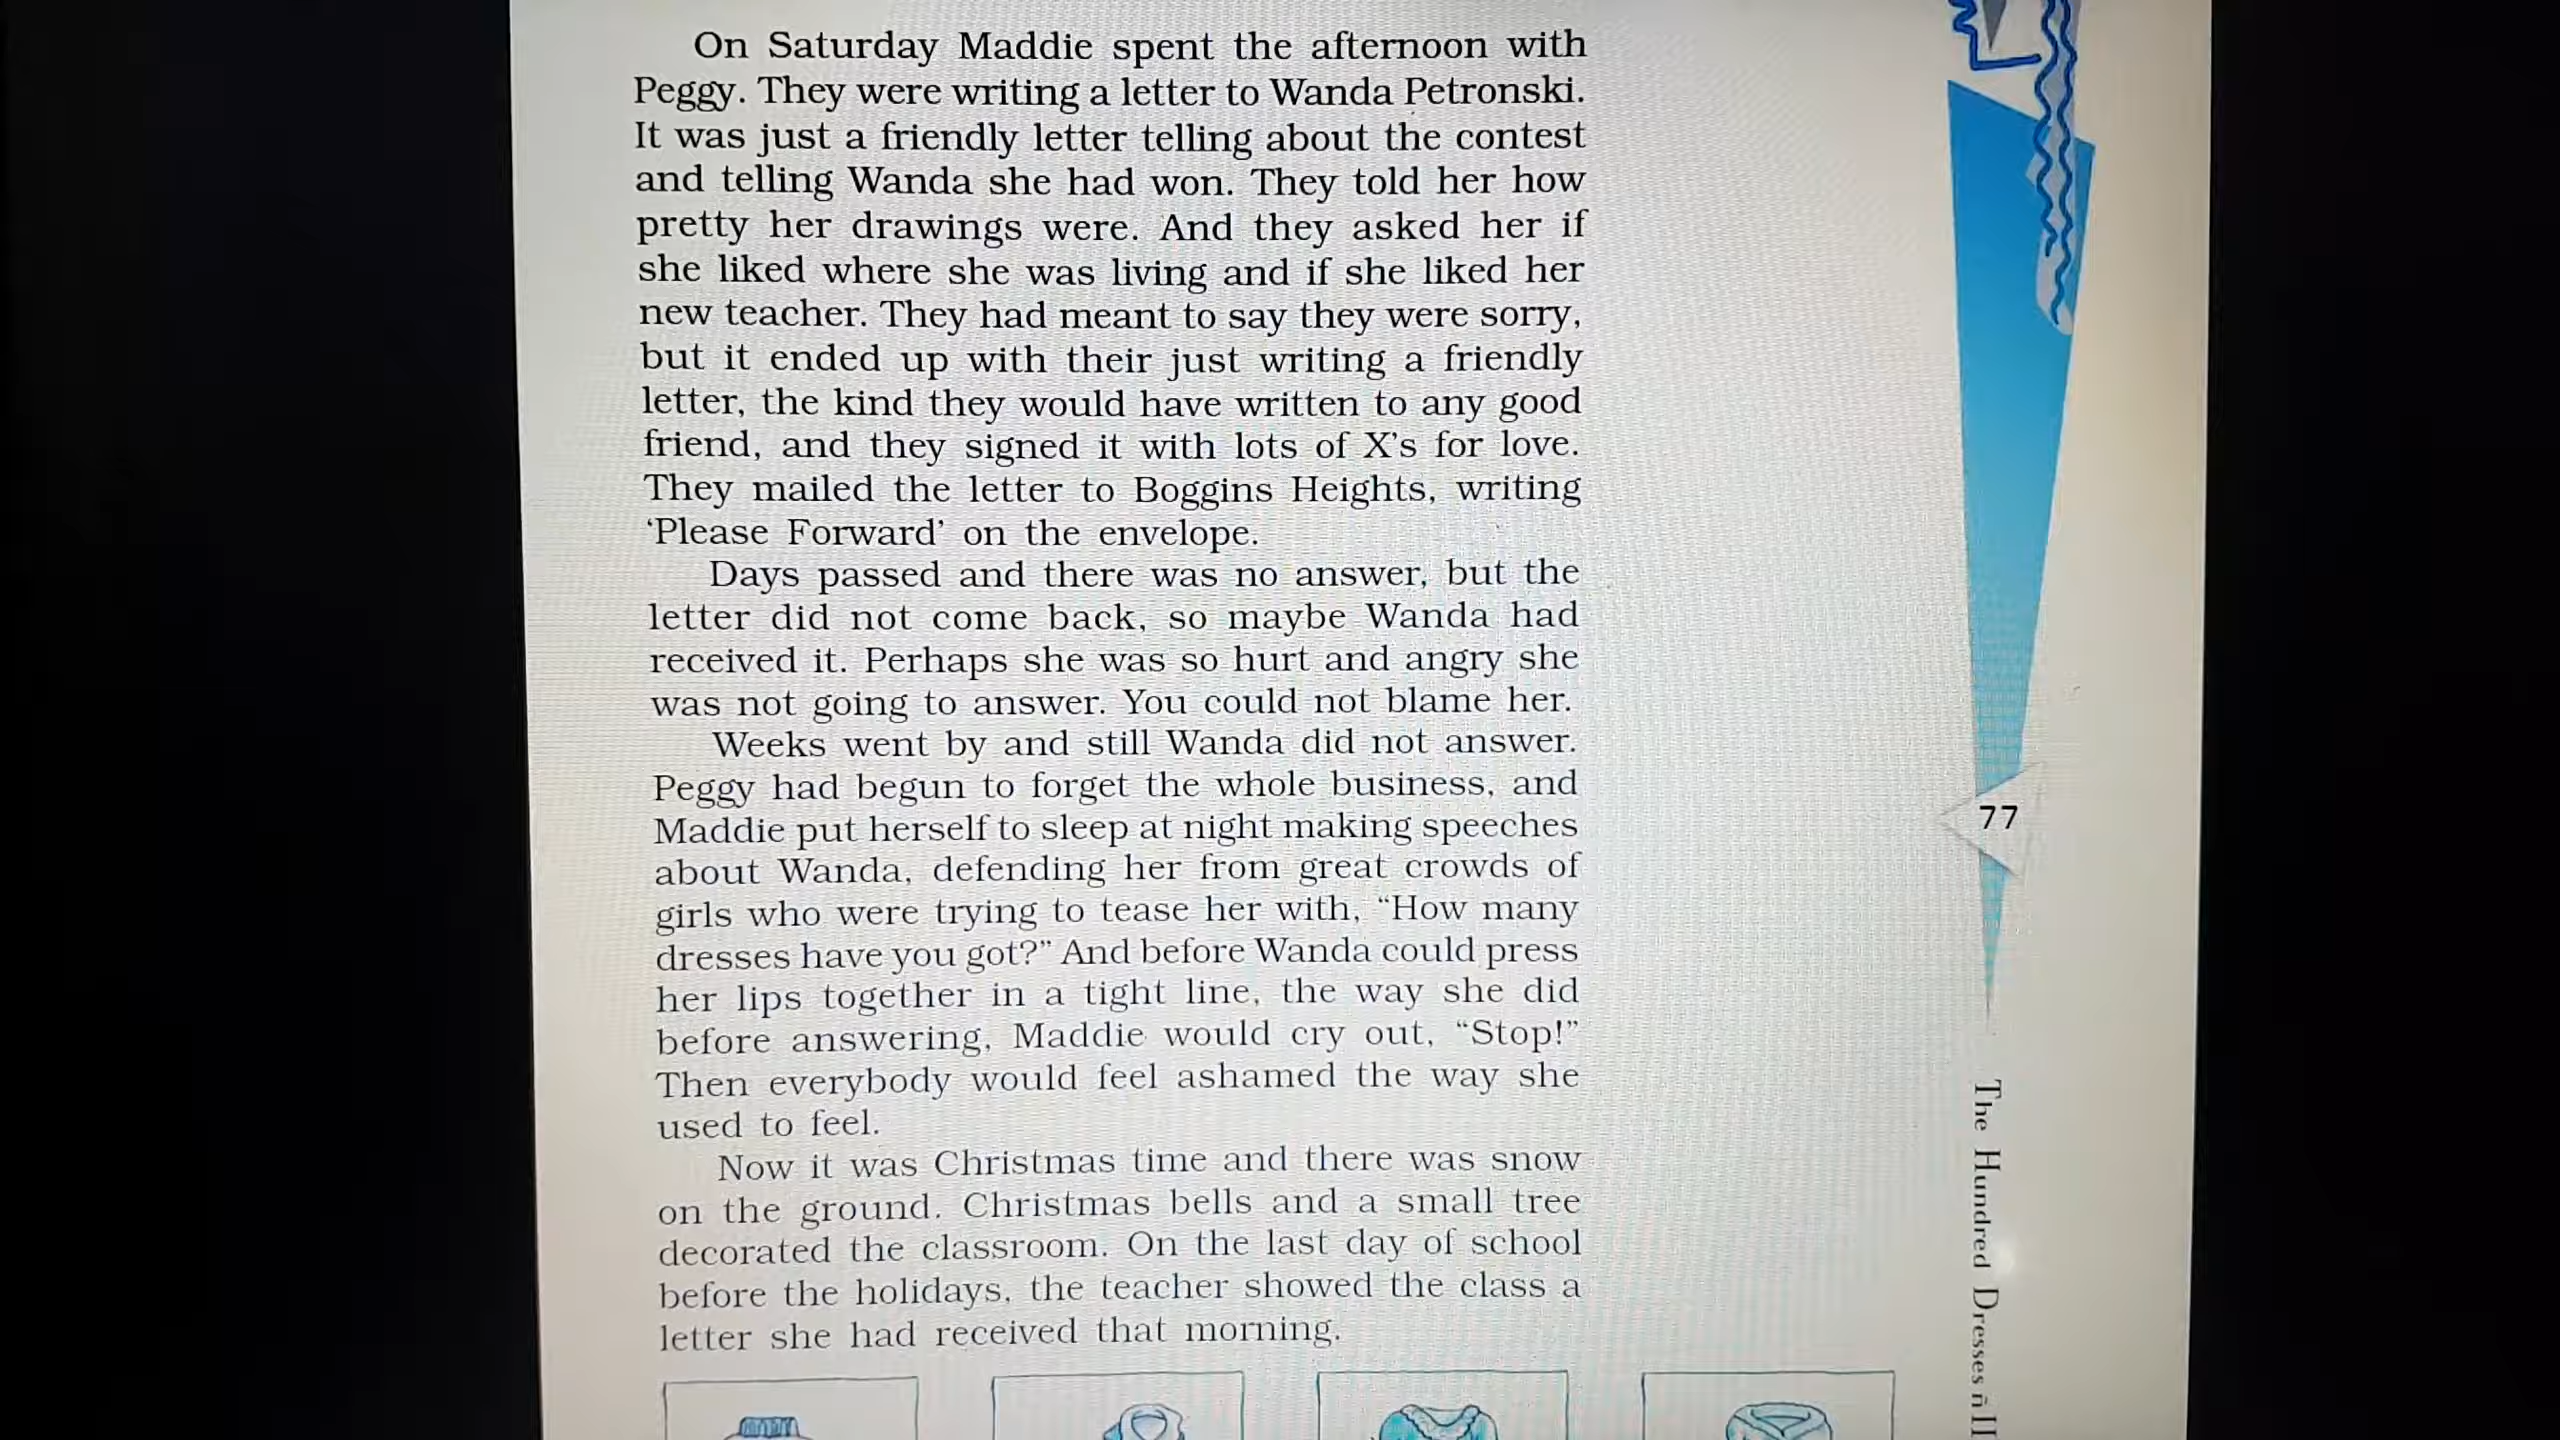 On Saturday Maddie spent the afternoon with
Peggy. They were writing a letter to Wanda Petronski.
It was just a friendly letter telling about the contest
and telling Wanda she had won. They told her how
pretty her drawings were. And they asked her if
she liked where she was living and if she liked her
new teacher. They had meant to say they were sorry,
but it ended up with their just writing a friendly
letter, the kind they would have written to any good
friend, and they signed it with lots of X's for love.
They mailed the letter to Boggins Heights, writing
‘Please Forward’ on the envelope.
Days passed and there was no answer, but the
letter did not come back, so maybe Wanda had
received it. Perhaps she was so hurt and angry she
was not going to answer. You could not blame her.
Weeks went by and still Wanda did not answer.
Peggy had begun to forget the whole business, and
Maddie put herself to sleep at night making speeches
about Wanda, defending her from great crowds of
girls who were trying to tease her with, “How many
dresses have you got?” And before Wanda could press
her lips together in a tight line, the way she did
before answering, Maddie would cry out, “Stop!”
Then everybody would feel ashamed the way she
used to feel.
Now it was Christmas time and there was snow
on the ground. Christmas bells and a small tree
decorated the classroom. On the last day of school
before the holidays, the teacher showed the class a
letter she had received that morning.
77
The Hundred Dresses ñ II